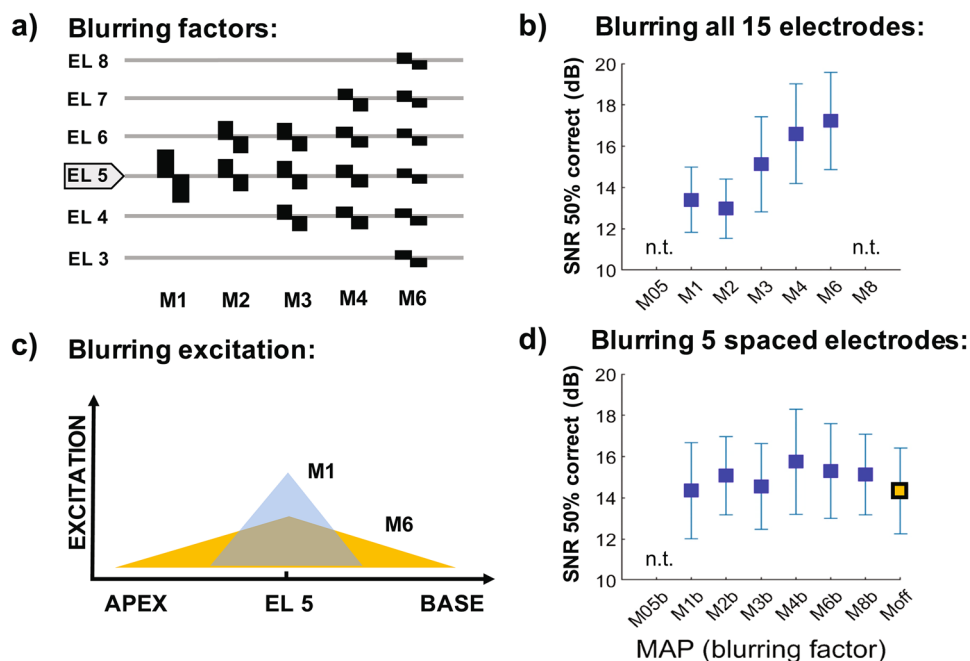 a) Blurring factors:
EL 8
EL 7
EL 6
EL 5
EL 4
EL 3
M1 M2 M3 M4 M6
b) Blurring all 15 electrodes:
SNR 50% correct (dB)
20
18
16
14
12
10
n.t. n.t.
M05 M1 M2 M3 M4 M6 M8
c) Blurring excitation:
EXCITATION
M1
M6
APEX EL 5 BASE
d) Blurring 5 spaced electrodes:
SNR 50% correct (dB)
20
18
16
14
12
10
n.t.
M05b M1b M2b M3b M4b M6b M8b Moff
MAP (blurring factor)